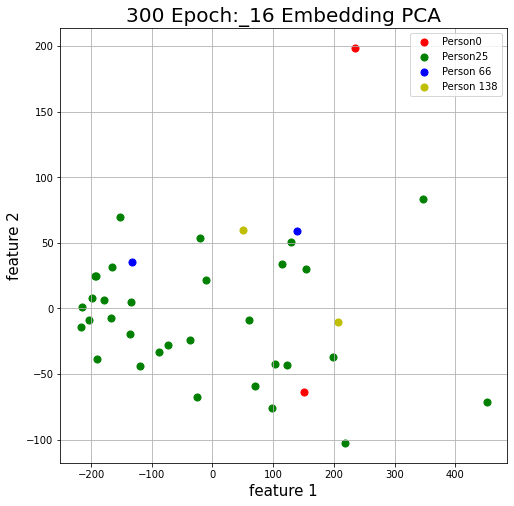 300 Epoch:_16 Embedding PCA
Person0
Person25
Person 66
Person 138
feature 2
200
150
100
50
0
−50
−100
−200
−100
0
100
200
300
400
feature 1